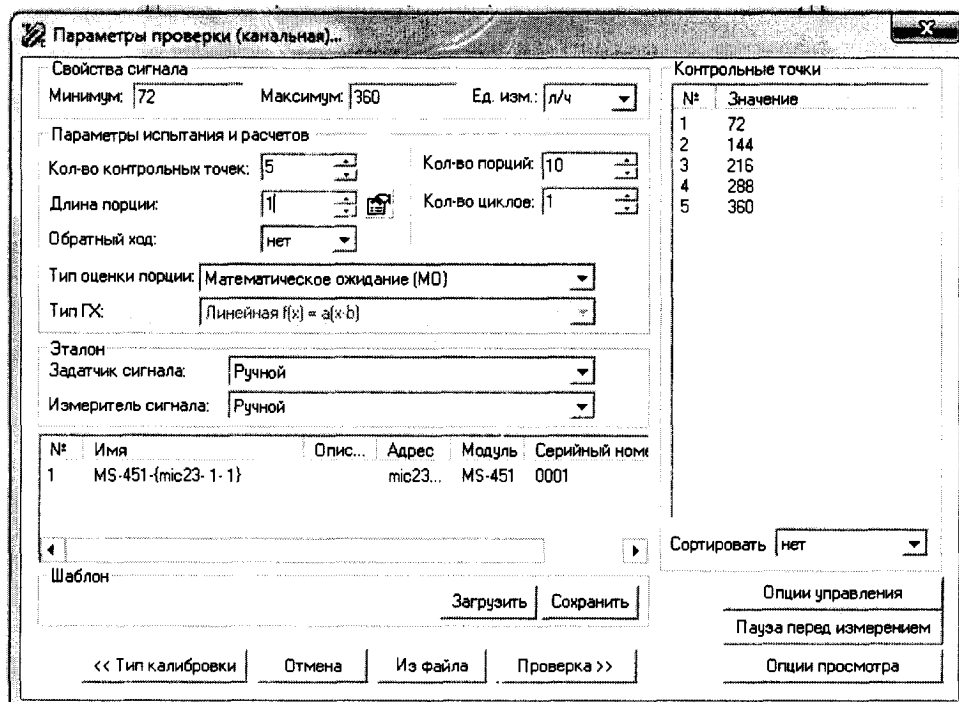 Параметры проверки (канальная)...
Свойства сигнала
Минимум: 72 Максимум: 360 Ед. изм.: л/ч
Параметры испытания и расчетов
Кол-во контрольных точек: 5 Кол-во порций: 10
Длина порции: 1 Кол-во циклов: 1
Обратный ход: нет
Тип оценки порции: Математическое ожидание (МО)
Тип ГХ: Линейная f(x) = a(x-b)
Эталон
Задатчик сигнала: Ручной
Измеритель сигнала: Ручной
№ Имя Опис... Адрес Модуль Серийный номе
1 MS-451-{mic23- 1- 1} mic23... MS-451 0001
Шаблон
Загрузить Сохранить
<< Тип калибровки Отмена Из файла Проверка >>
Контрольные точки
№ Значение
1 72
2 144
3 216
4 288
5 360
Сортировать нет
Опции управления
Пауза перед измерением
Опции просмотра